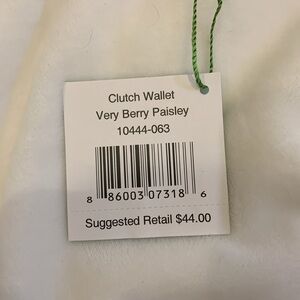 Clutch Wallet
Very Berry Paisley
10444-063
8 86003 07318 6
Suggested Retail $44.00